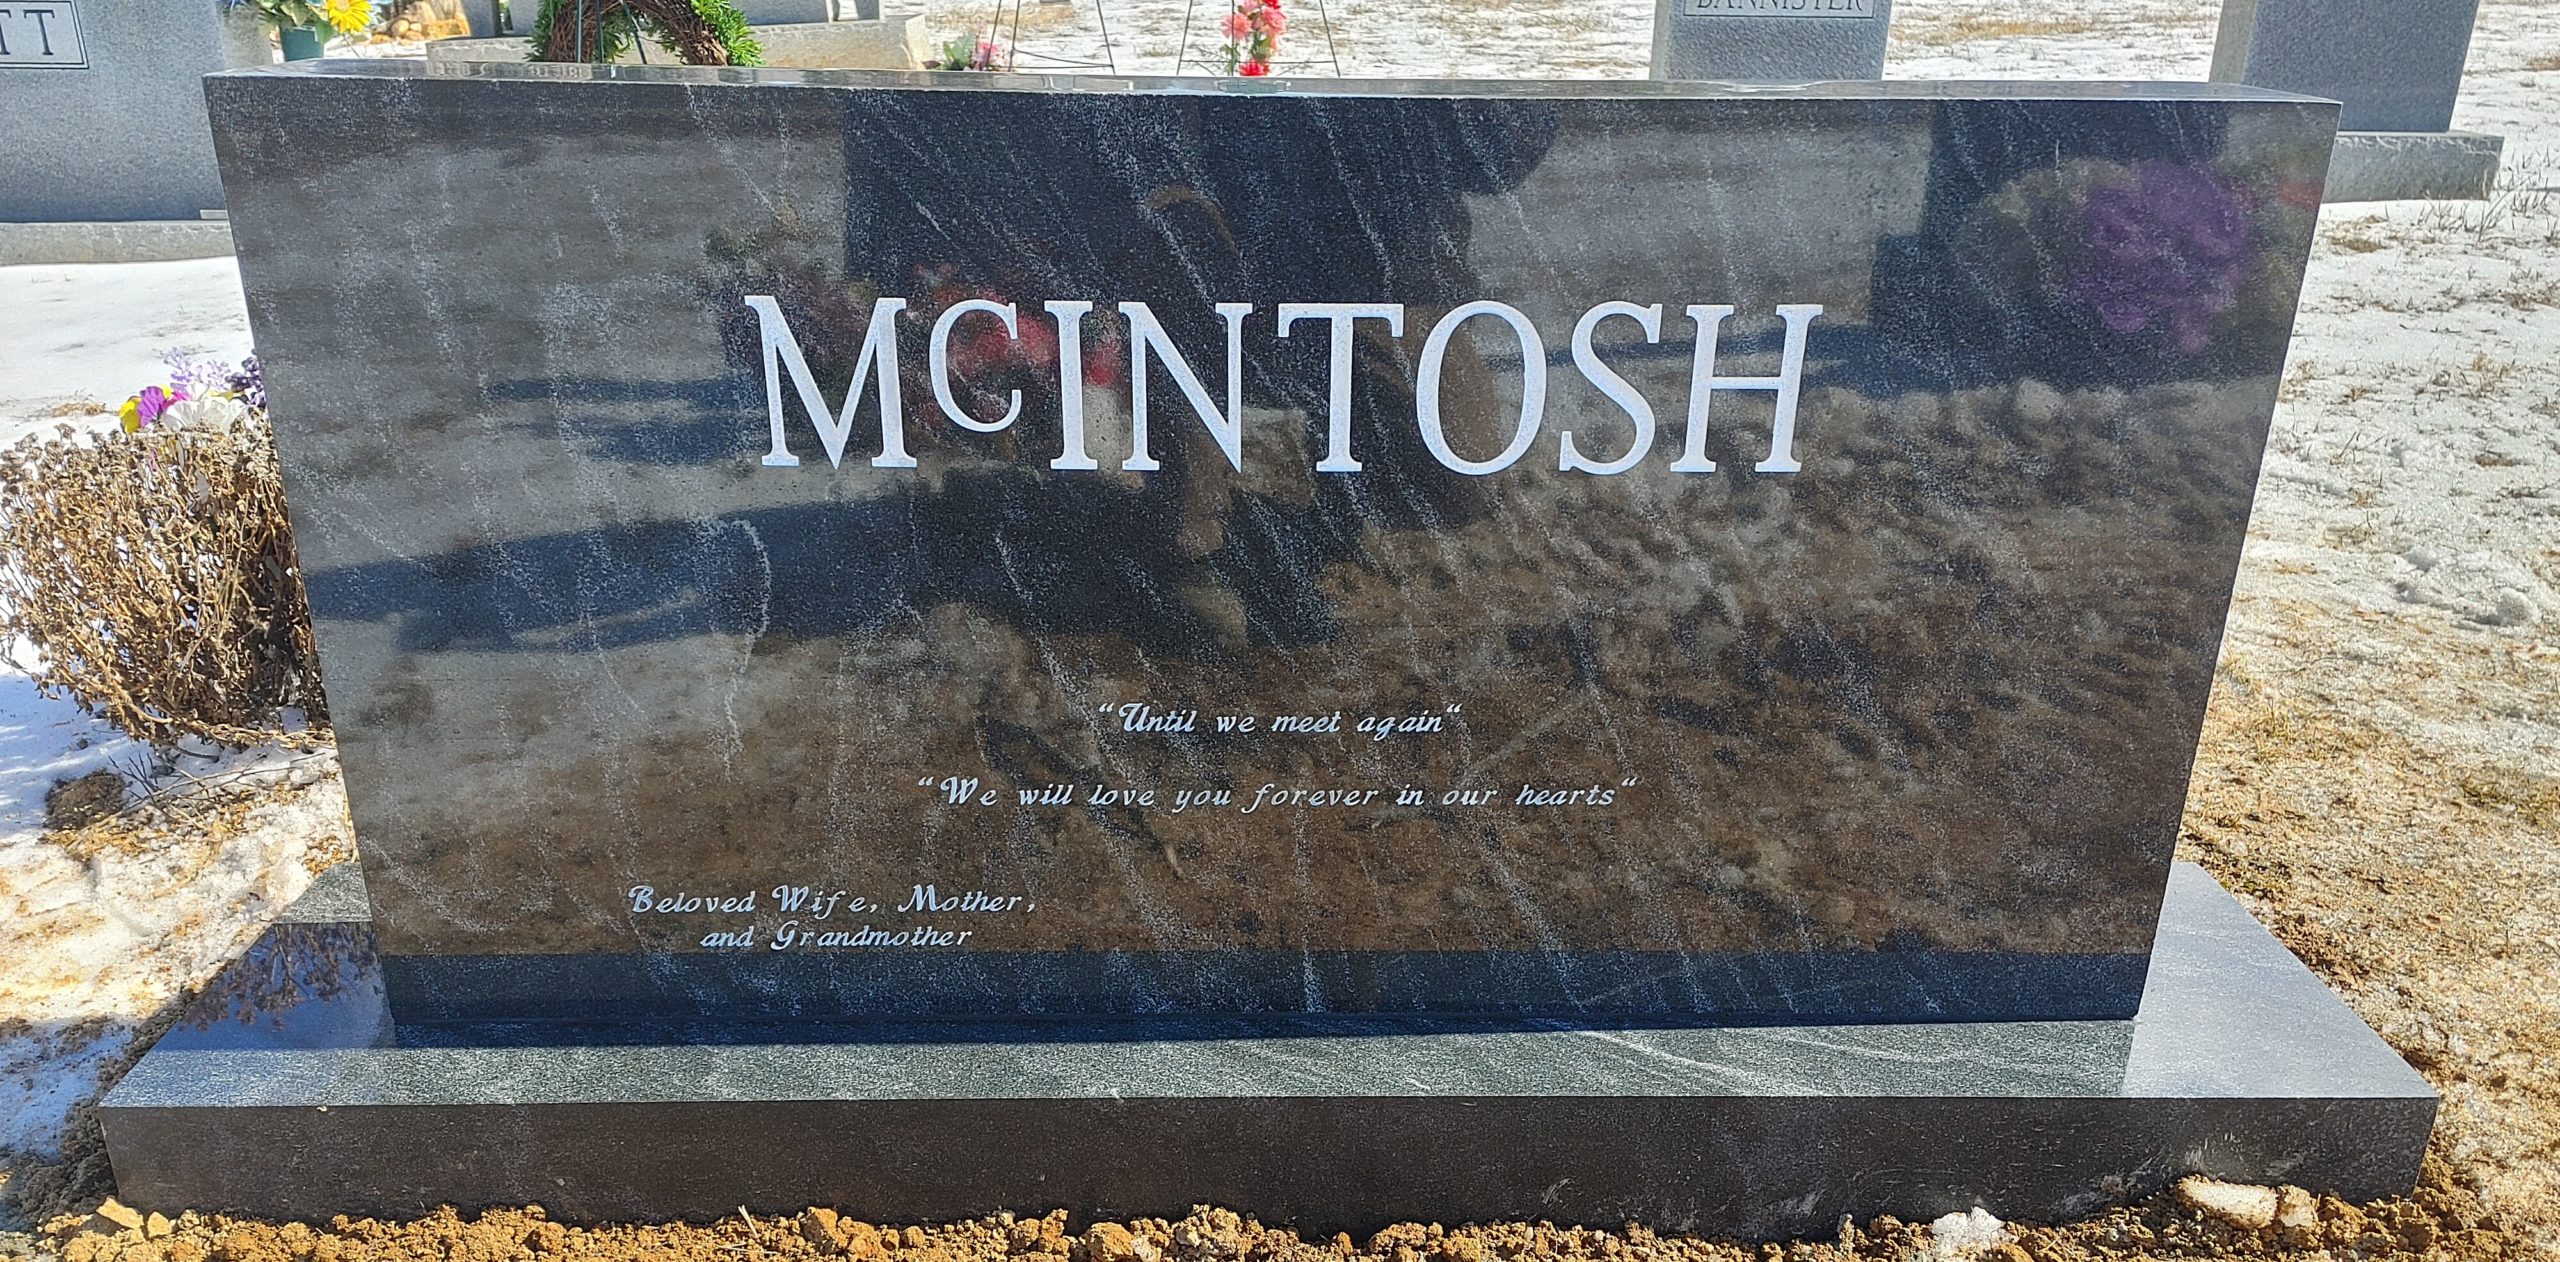 TT
BANNISTER
McINTOSH
“Until we meet again“
“We will love you forever in our hearts“
Beloved Wife, Mother,
and Grandmother